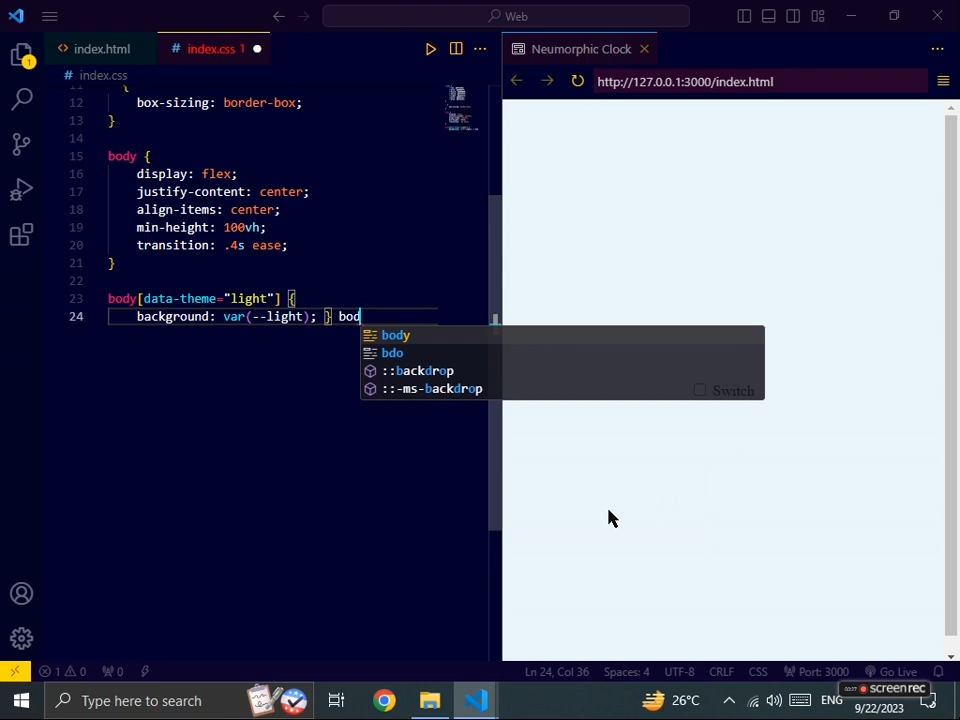 Web
index.html
# index.css 1
Neumorphic Clock
# index.css
http://127.0.0.1:3000/index.html
11 {
12 box-sizing: border-box;
13 }
14
15 body {
16 display: flex;
17 justify-content: center;
18 align-items: center;
19 min-height: 100vh;
20 transition: .4s ease;
21 }
22
23 body[data-theme="light"] {
24 background: var(--light); } bod
body
bdo
::backdrop
::-ms-backdrop
Switch
1 0 0
Ln 24, Col 36 Spaces: 4 UTF-8 CRLF CSS Port: 3000 Go Live
Type here to search
26°C
ENG
screenrec
9/22/2023